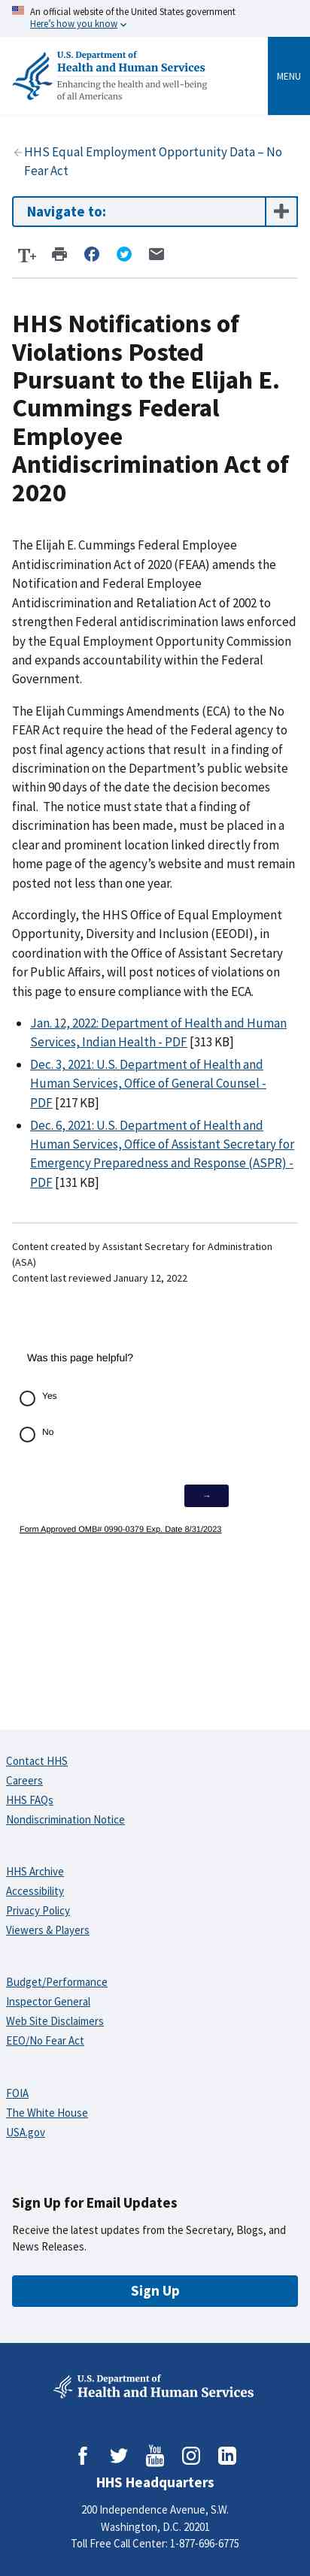 An official website of the United States government
Here's how you know
U.S. Department of
Health and Human Services
Enhancing the health and well-being
of all Americans
MENU
HHS Equal Employment Opportunity Data – No
Fear Act
Navigate to:
T+
HHS Notifications of
Violations Posted
Pursuant to the Elijah E.
Cummings Federal
Employee
Antidiscrimination Act of
2020
The Elijah E. Cummings Federal Employee
Antidiscrimination Act of 2020 (FEAA) amends the
Notification and Federal Employee
Antidiscrimination and Retaliation Act of 2002 to
strengthen Federal antidiscrimination laws enforced
by the Equal Employment Opportunity Commission
and expands accountability within the Federal
Government.
The Elijah Cummings Amendments (ECA) to the No
FEAR Act require the head of the Federal agency to
post final agency actions that result  in a finding of
discrimination on the Department's public website
within 90 days of the date the decision becomes
final.  The notice must state that a finding of
discrimination has been made, must be placed in a
clear and prominent location linked directly from
home page of the agency's website and must remain
posted not less than one year.
Accordingly, the HHS Office of Equal Employment
Opportunity, Diversity and Inclusion (EEODI), in
coordination with the Office of Assistant Secretary
for Public Affairs, will post notices of violations on
this page to ensure compliance with the ECA.
Jan. 12, 2022: Department of Health and Human
Services, Indian Health - PDF [313 KB]
Dec. 3, 2021: U.S. Department of Health and
Human Services, Office of General Counsel -
PDF [217 KB]
Dec. 6, 2021: U.S. Department of Health and
Human Services, Office of Assistant Secretary for
Emergency Preparedness and Response (ASPR) -
PDF [131 KB]
Content created by Assistant Secretary for Administration
(ASA)
Content last reviewed January 12, 2022
Was this page helpful?
Yes
No
→
Form Approved OMB# 0990-0379 Exp. Date 8/31/2023
Contact HHS
Careers
HHS FAQs
Nondiscrimination Notice
HHS Archive
Accessibility
Privacy Policy
Viewers & Players
Budget/Performance
Inspector General
Web Site Disclaimers
EEO/No Fear Act
FOIA
The White House
USA.gov
Sign Up for Email Updates
Receive the latest updates from the Secretary, Blogs, and
News Releases.
Sign Up
U.S. Department of
Health and Human Services
You
Tube
HHS Headquarters
200 Independence Avenue, S.W.
Washington, D.C. 20201
Toll Free Call Center: 1-877-696-6775